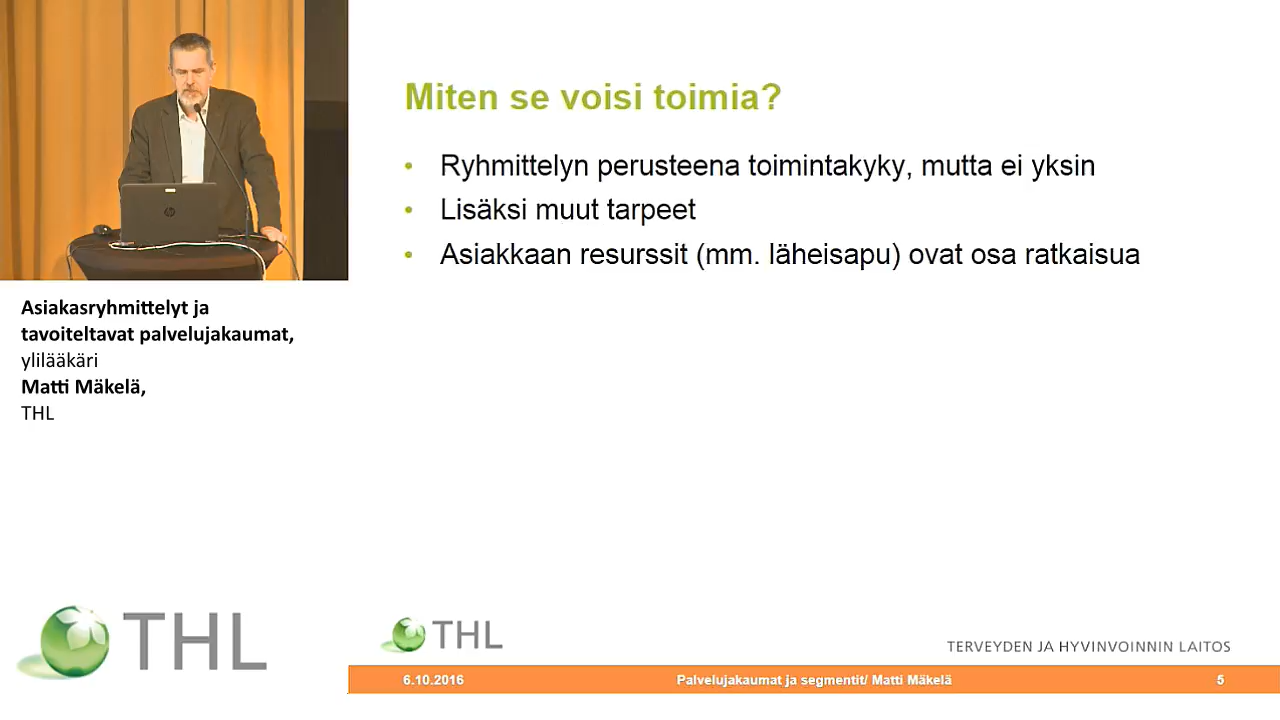 Miten se voisi toimia?
• Ryhmittelyn perusteena toimintakyky, mutta ei yksin
• Lisäksi muut tarpeet
• Asiakkaan resurssit (mm. läheisapu) ovat osa ratkaisua
Asiakasryhmittelyt ja
tavoiteltavat palvelujakaumat,
ylilääkäri
Matti Mäkelä,
THL
THL
THL
TERVEYDEN JA HYVINVOINNIN LAITOS
6.10.2016 Palvelujakaumat ja segmentit/ Matti Mäkelä 5